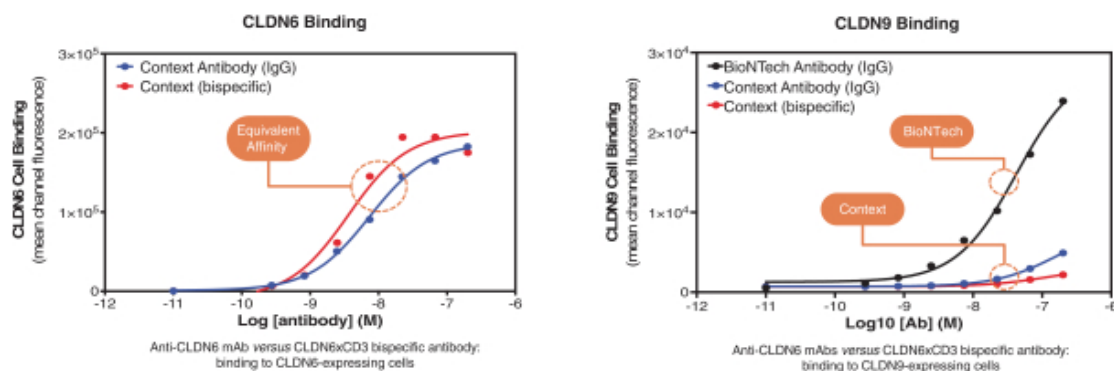 CLDN6 Binding
3×10⁵
2×10⁵
1×10⁵
0
CLDN6 Cell Binding
(mean channel fluorescence)
Context Antibody (IgG)
Context (bispecific)
Equivalent
Affinity
-12
-11
-10
-9
-8
-7
-6
Log [antibody] (M)
Anti-CLDN6 mAb versus CLDN6xCD3 bispecific antibody:
binding to CLDN6-expressing cells
CLDN9 Binding
3×10⁴
2×10⁴
1×10⁴
0
CLDN9 Cell Binding
(mean channel fluorescence)
BioNTech Antibody (IgG)
Context Antibody (IgG)
Context (bispecific)
BioNTech
Context
-12
-11
-10
-9
-8
-7
-6
Log10 [Ab] (M)
Anti-CLDN6 mAbs versus CLDN6xCD3 bispecific antibody:
binding to CLDN9-expressing cells